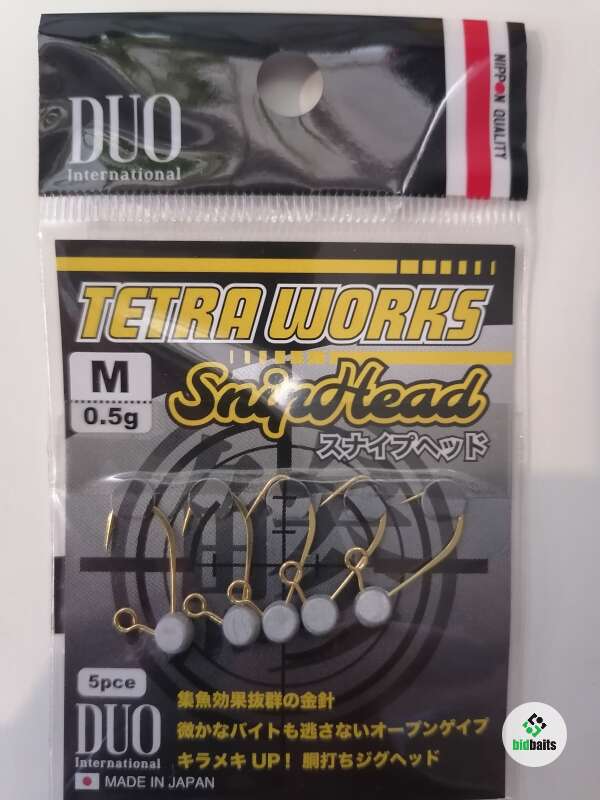 DUO
International
NIPPON QUALITY
TETRA WORKS
M
0.5g
SnipHead
スナイプヘッド
5pce
DUO
International
MADE IN JAPAN
集魚効果抜群の金針
微かなバイトも逃さないオープンゲイプ
キラメキUP！胴打ちジグヘッド
bidbaits